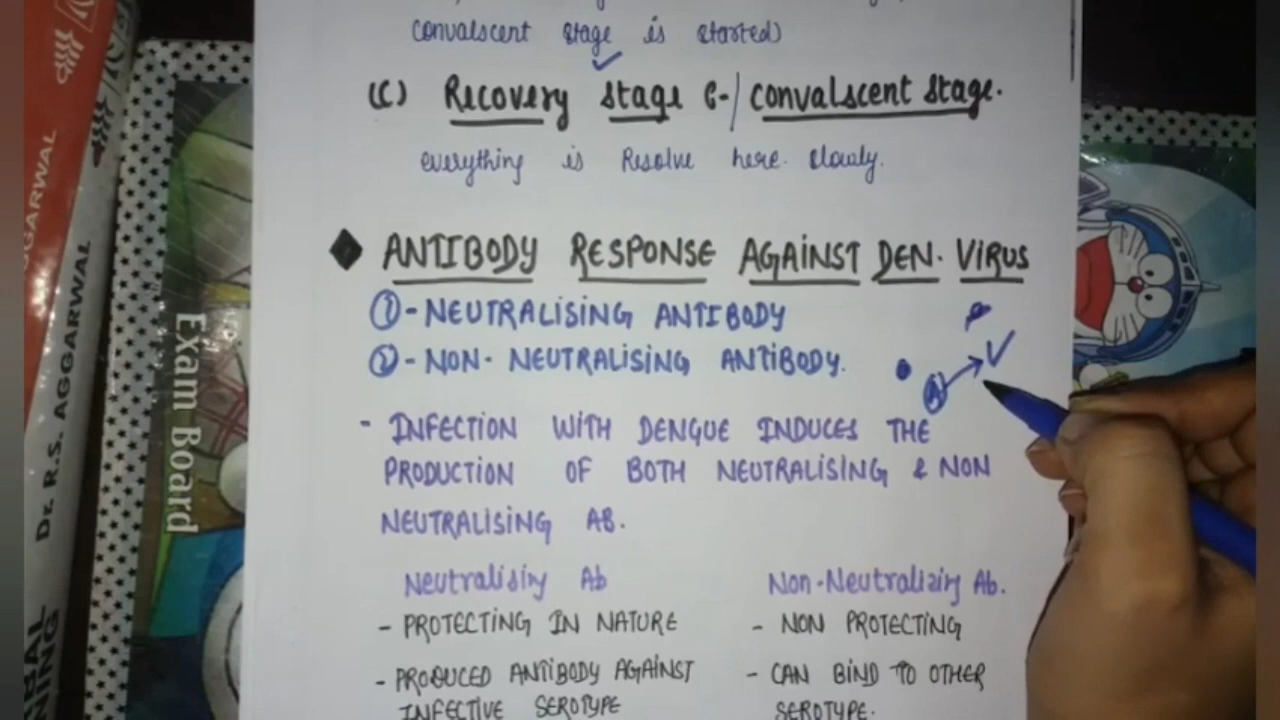 convalscent stage is started)
(C) Recovery stage :-/ convalscent stage.
everything is Resolve here slowly.
◆ ANTIBODY RESPONSE AGAINST DEN. VIRUS
① - NEUTRALISING ANTIBODY
② - NON - NEUTRALISING ANTIBODY.
- INFECTION WITH DENGUE INDUCES THE
PRODUCTION OF BOTH NEUTRALISING & NON
NEUTRALISING AB.
Neutralising Ab
- PROTECTING IN NATURE
- PRODUCED ANTIBODY AGAINST
INFECTIVE SEROTYPE
Non-Neutralizing Ab.
- NON PROTECTING
- CAN BIND TO OTHER
SEROTYPE.
A → V
Exam Board
Dr. R.S. AGGARWAL
GGARWAL